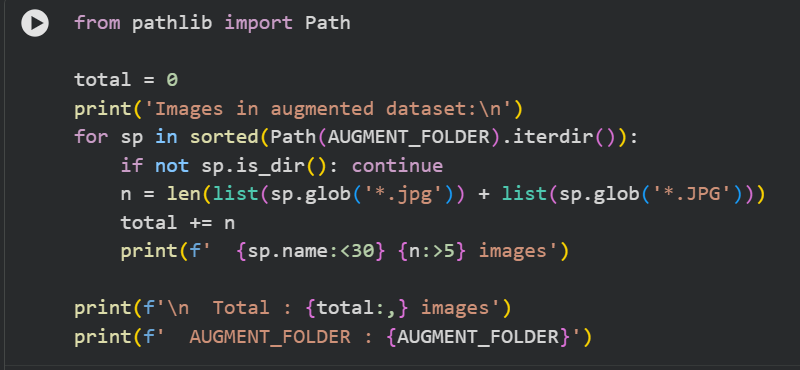 from pathlib import Path

total = 0
print('Images in augmented dataset:\n')
for sp in sorted(Path(AUGMENT_FOLDER).iterdir()):
    if not sp.is_dir(): continue
    n = len(list(sp.glob('*.jpg')) + list(sp.glob('*.JPG')))
    total += n
    print(f'  {sp.name:<30} {n:>5} images')

print(f'\n  Total : {total:,} images')
print(f'  AUGMENT_FOLDER : {AUGMENT_FOLDER}')